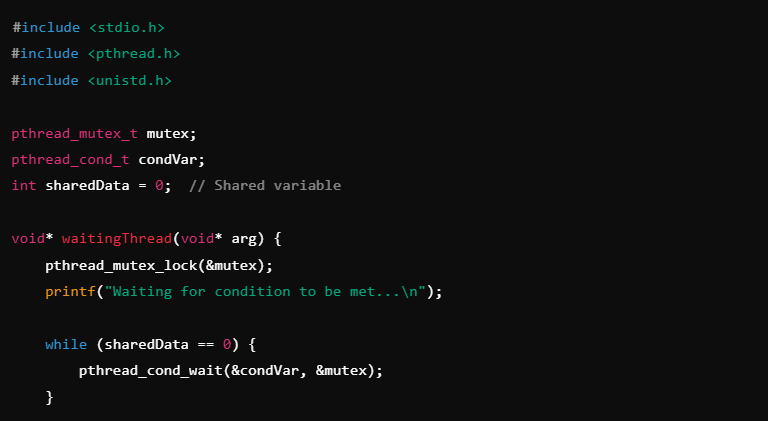 #include <stdio.h>
#include <pthread.h>
#include <unistd.h>

pthread_mutex_t mutex;
pthread_cond_t condVar;
int sharedData = 0;  // Shared variable

void* waitingThread(void* arg) {
    pthread_mutex_lock(&mutex);
    printf("Waiting for condition to be met...\n");

    while (sharedData == 0) {
        pthread_cond_wait(&condVar, &mutex);
    }